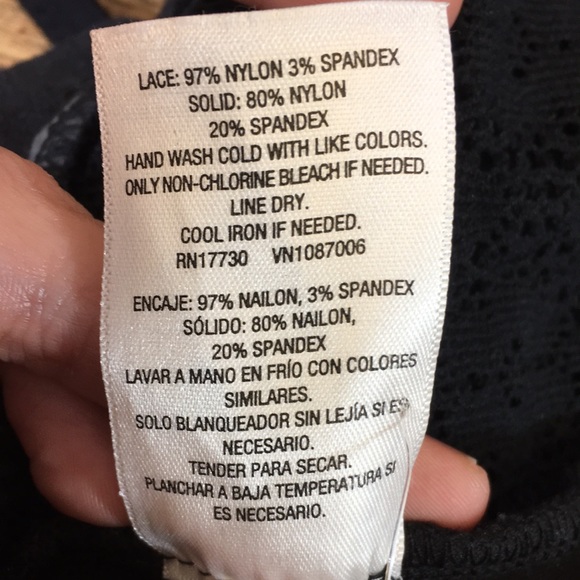 LACE: 97% NYLON 3% SPANDEX
SOLID: 80% NYLON
20% SPANDEX
HAND WASH COLD WITH LIKE COLORS.
ONLY NON-CHLORINE BLEACH IF NEEDED.
LINE DRY.
COOL IRON IF NEEDED.
RN17730 VN1087006
ENCAJE: 97% NAILON, 3% SPANDEX
SÓLIDO: 80% NAILON,
20% SPANDEX
LAVAR A MANO EN FRÍO CON COLORES
SIMILARES.
SOLO BLANQUEADOR SIN LEJÍA SI ES
NECESARIO.
TENDER PARA SECAR.
PLANCHAR A BAJA TEMPERATURA SI
ES NECESARIO.